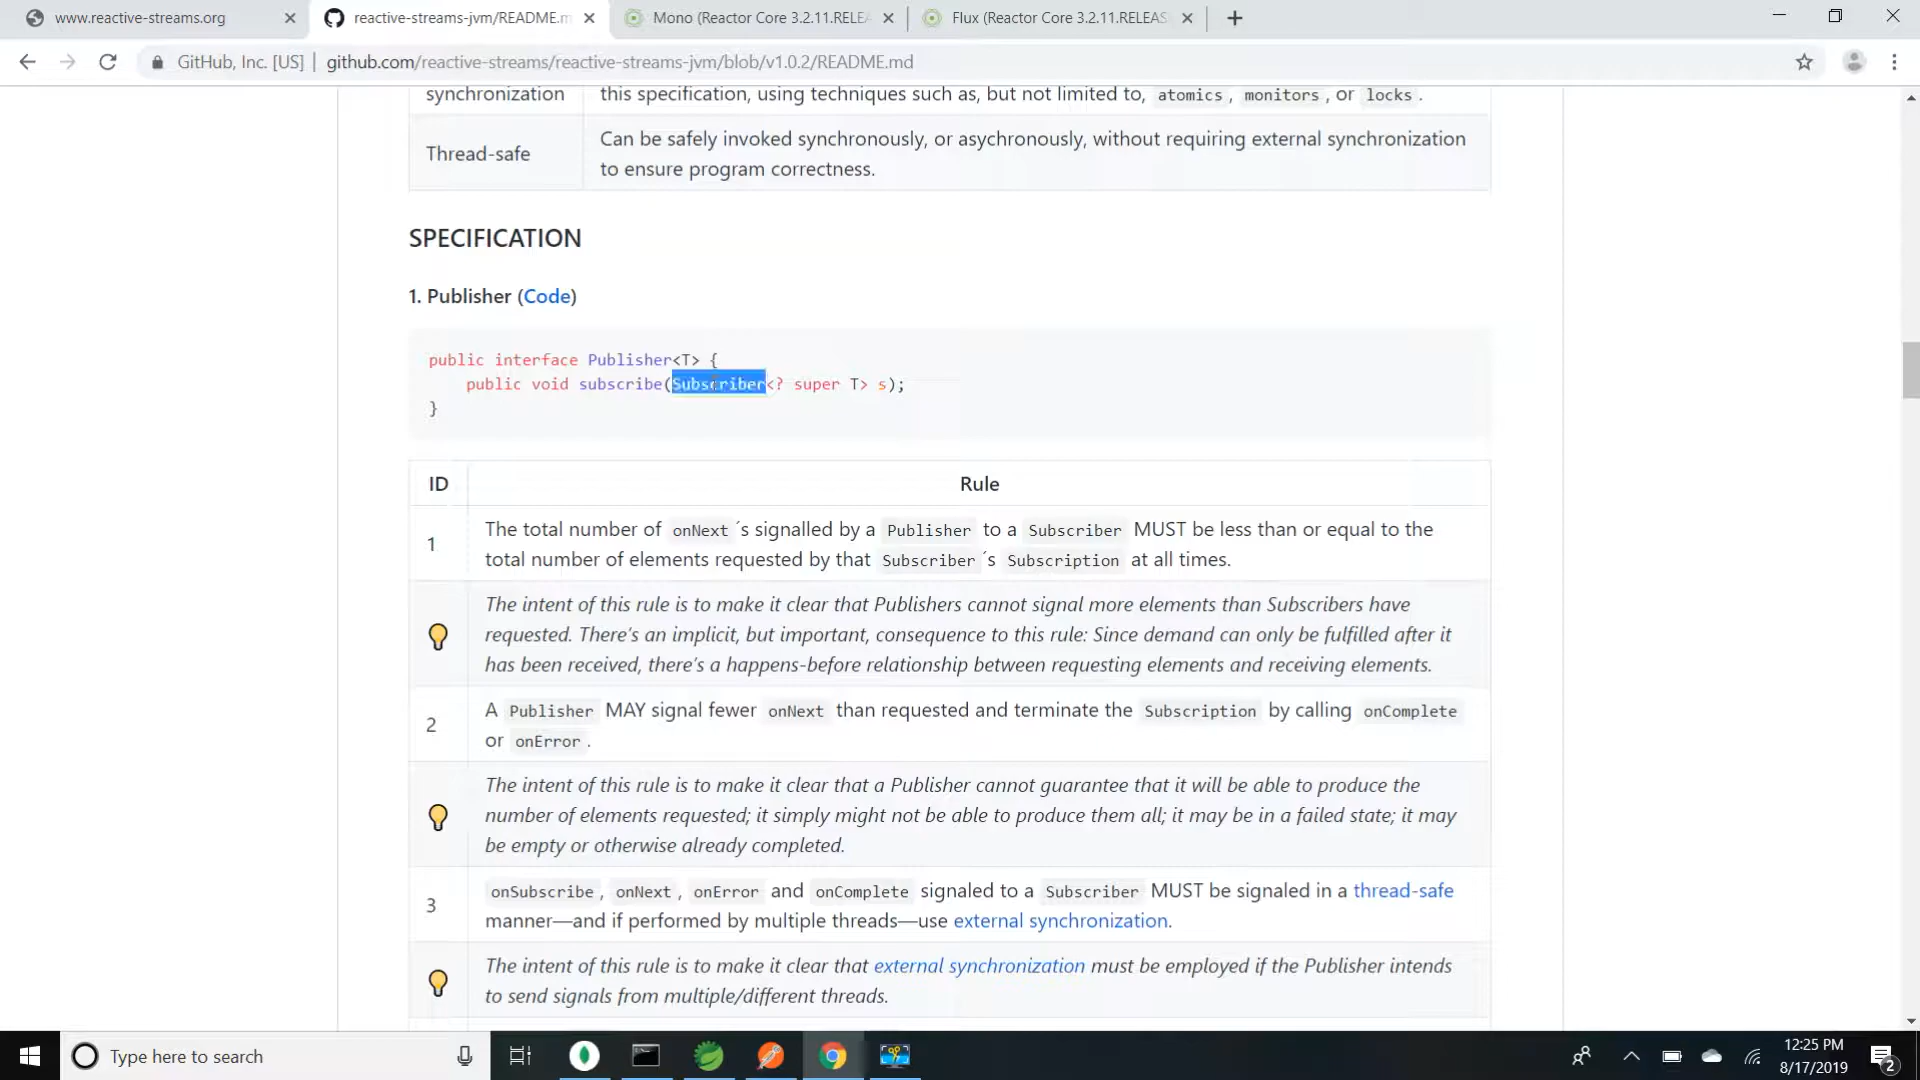 www.reactive-streams.org
reactive-streams-jvm/README.m
Mono (Reactor Core 3.2.11.RELEA
Flux (Reactor Core 3.2.11.RELEAS
GitHub, Inc. [US] | github.com/reactive-streams/reactive-streams-jvm/blob/v1.0.2/README.md
synchronization this specification, using techniques such as, but not limited to, atomics , monitors , or locks .
Can be safely invoked synchronously, or asychronously, without requiring external synchronization
Thread-safe
to ensure program correctness.
SPECIFICATION
1. Publisher (Code)
public interface Publisher<T> {
public void subscribe(Subscriber<? super T> s);
}
ID Rule
1
The total number of onNext ´s signalled by a Publisher to a Subscriber MUST be less than or equal to the
total number of elements requested by that Subscriber ´s Subscription at all times.
The intent of this rule is to make it clear that Publishers cannot signal more elements than Subscribers have
requested. There's an implicit, but important, consequence to this rule: Since demand can only be fulfilled after it
has been received, there's a happens-before relationship between requesting elements and receiving elements.
2
A Publisher MAY signal fewer onNext than requested and terminate the Subscription by calling onComplete
or onError .
The intent of this rule is to make it clear that a Publisher cannot guarantee that it will be able to produce the
number of elements requested; it simply might not be able to produce them all; it may be in a failed state; it may
be empty or otherwise already completed.
3
onSubscribe , onNext , onError and onComplete signaled to a Subscriber MUST be signaled in a thread-safe
manner—and if performed by multiple threads—use external synchronization.
The intent of this rule is to make it clear that external synchronization must be employed if the Publisher intends
to send signals from multiple/different threads.
Type here to search
12:25 PM
8/17/2019
2